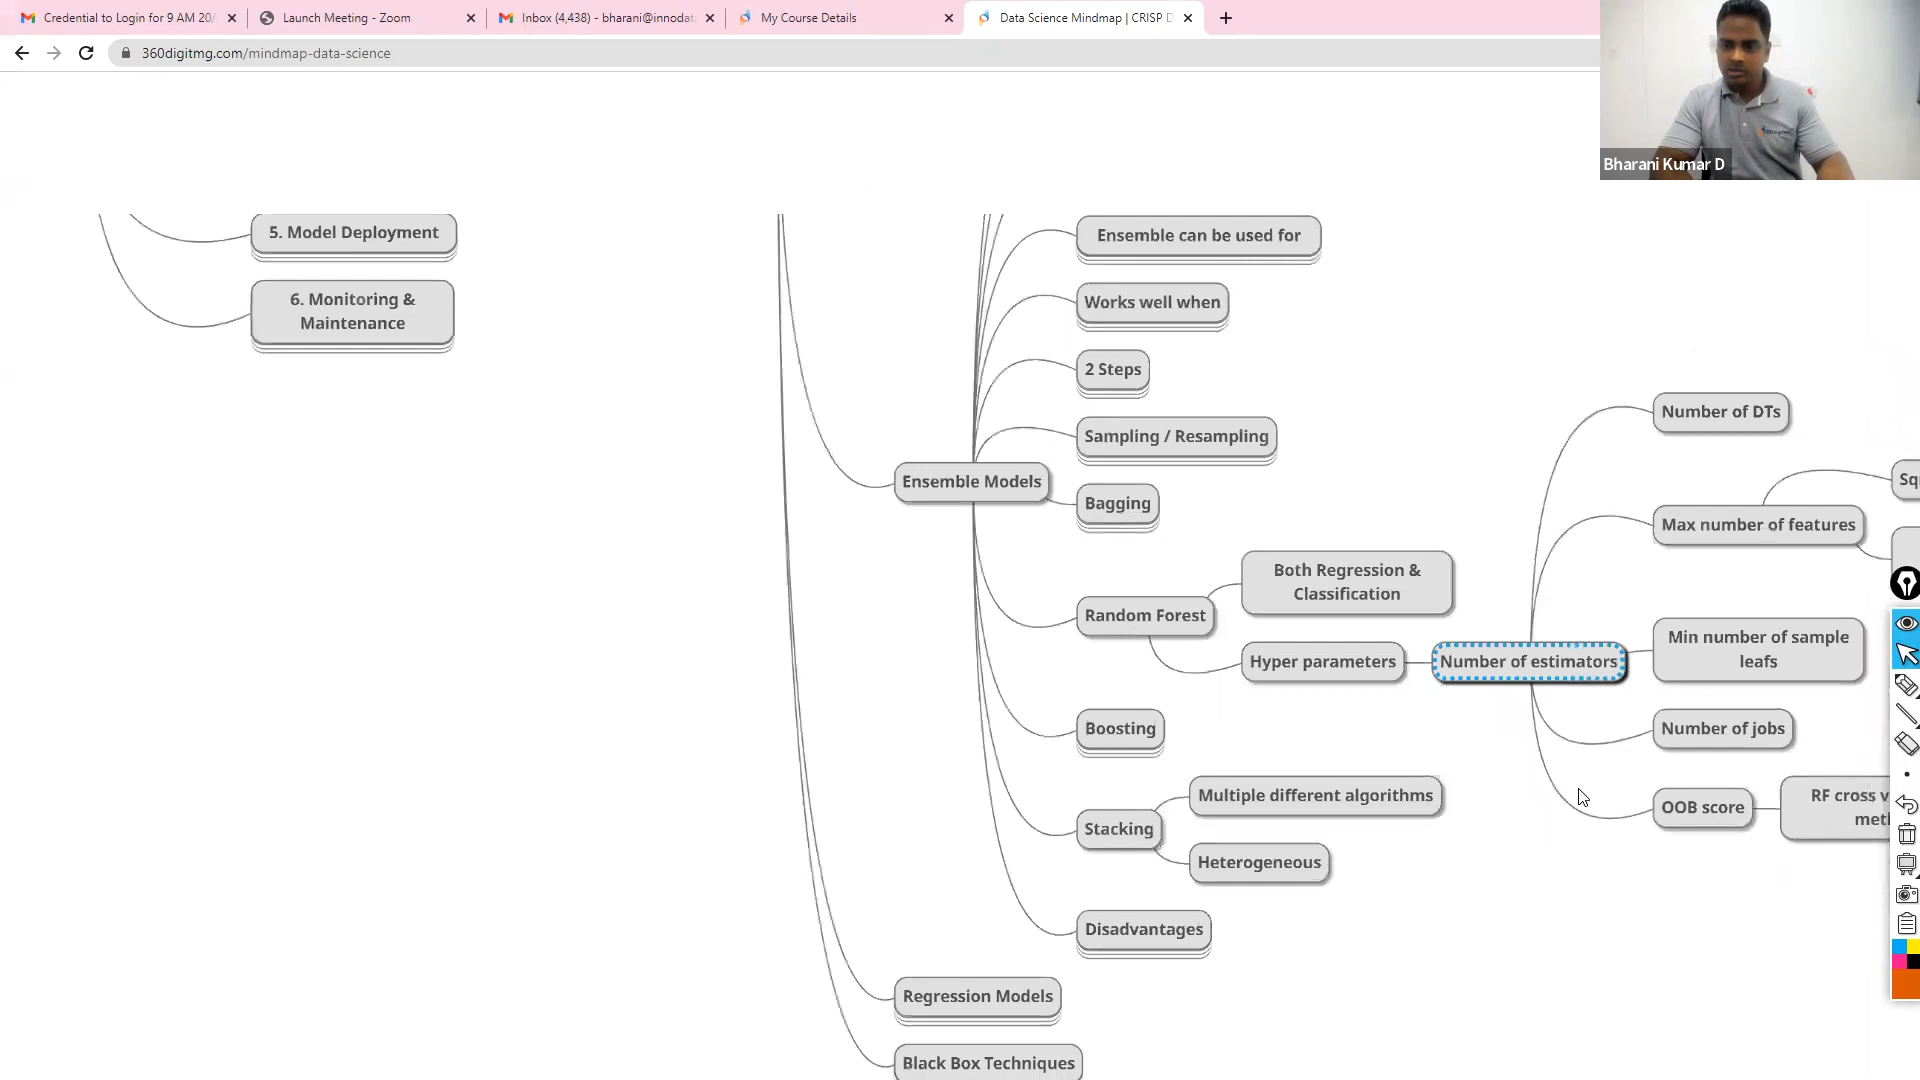 Credential to Login for 9 AM 20/
Launch Meeting - Zoom
Inbox (4,438) - bharani@innodat
My Course Details
Data Science Mindmap | CRISP D
360digitmg.com/mindmap-data-science
Bharani Kumar D
5. Model Deployment
6. Monitoring &
Maintenance
Ensemble can be used for
Works well when
2 Steps
Sampling / Resampling
Ensemble Models
Bagging
Random Forest
Both Regression &
Classification
Hyper parameters
Number of estimators
Number of DTs
Max number of features
Min number of sample
leafs
Number of jobs
OOB score
RF cross v
Boosting
Stacking
Multiple different algorithms
Heterogeneous
Disadvantages
Regression Models
Black Box Techniques